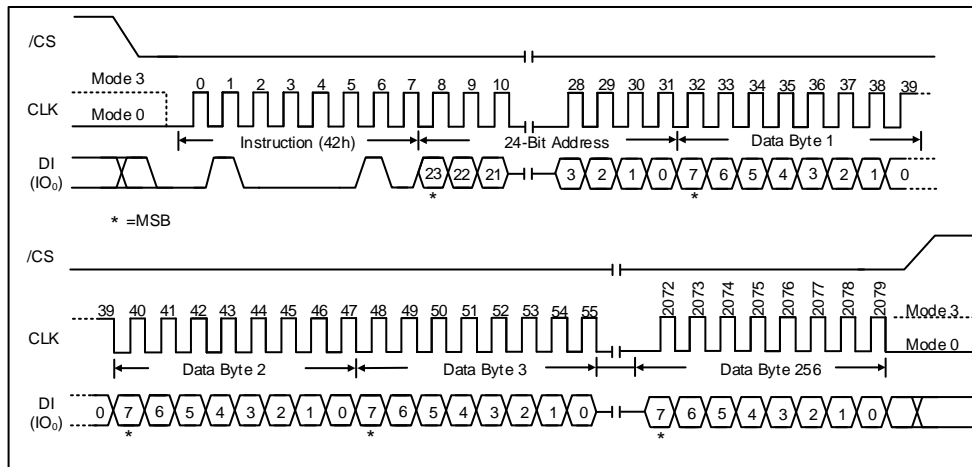 /CS
Mode 3
0 1 2 3 4 5 6 7 8 9 10 28 29 30 31 32 33 34 35 36 37 38 39
CLK
Mode 0
Instruction (42h) 24-Bit Address Data Byte 1
DI
(IO₀)
23 22 21 3 2 1 0 7 6 5 4 3 2 1 0
* *
* =MSB
/CS
39 40 41 42 43 44 45 46 47 48 49 50 51 52 53 54 55 2072 2073 2074 2075 2076 2077 2078 2079
Mode 3
CLK
Mode 0
Data Byte 2 Data Byte 3 Data Byte 256
DI
(IO₀)
0 7 6 5 4 3 2 1 0 7 6 5 4 3 2 1 0 7 6 5 4 3 2 1 0
* * *